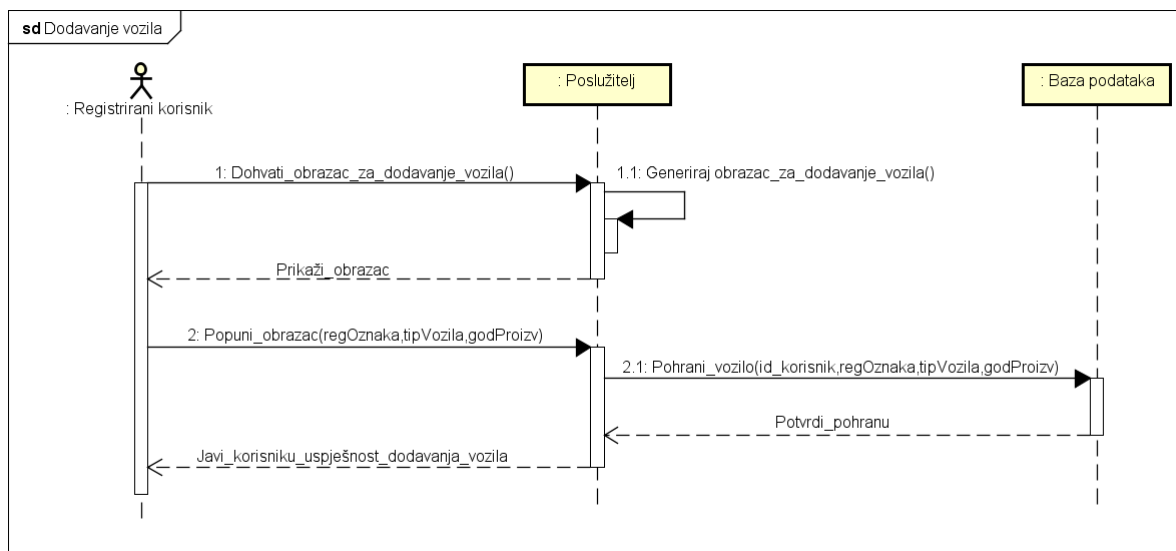 sd Dodavanje vozila
: Registrirani korisnik
: Poslužitelj
: Baza podataka
1: Dohvati_obrazac_za_dodavanje_vozila()
1.1: Generiraj obrazac_za_dodavanje_vozila()
Prikaži_obrazac
2: Popuni_obrazac(regOznaka,tipVozila,godProizv)
2.1: Pohrani_vozilo(id_korisnik,regOznaka,tipVozila,godProizv)
Potvrdi_pohranu
Javi_korisniku_uspješnost_dodavanja_vozila